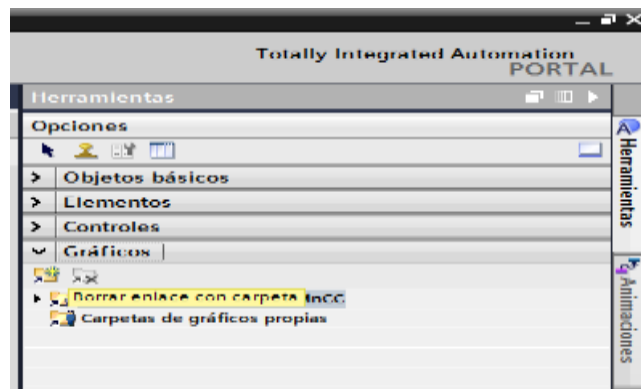 Totally Integrated Automation
PORTAL
Herramientas
Opciones
Objetos básicos
Elementos
Controles
Gráficos
Borrar enlace con carpeta
inCC
Carpetas de gráficos propias
Herramientas
Animaciones